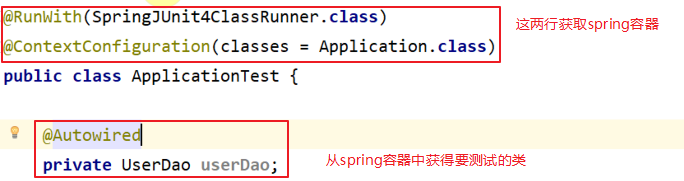 @RunWith(SpringJUnit4ClassRunner.class)
这两行获取spring容器
@ContextConfiguration(classes = Application.class)
public class ApplicationTest {
@Autowired
private UserDao userDao;
从spring容器中获得要测试的类